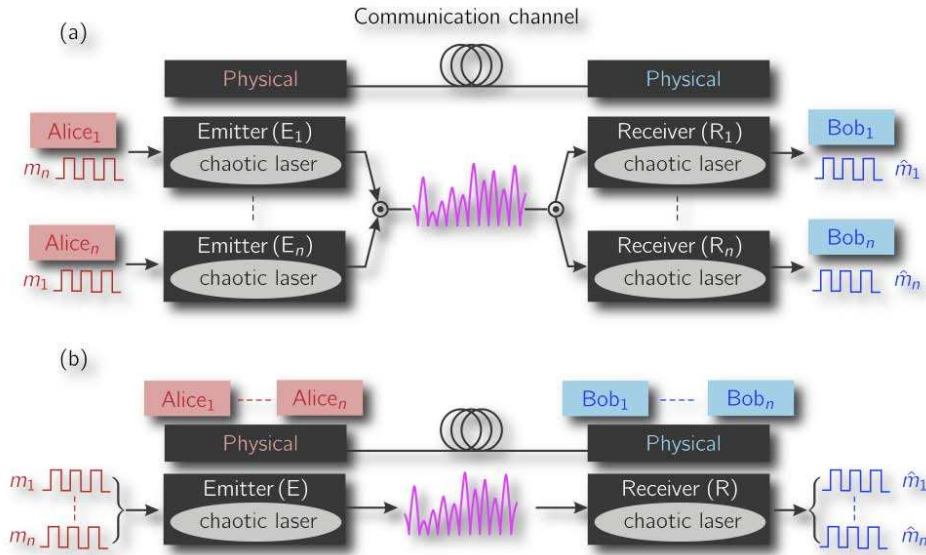 Communication channel
(a)
Physical Physical
Alice₁ Emitter (E₁) Receiver (R₁) Bob₁
mₙ chaotic laser chaotic laser m̂₁
Aliceₙ Emitter (Eₙ) Receiver (Rₙ) Bobₙ
m₁ chaotic laser chaotic laser m̂ₙ
(b)
Alice₁ Aliceₙ Bob₁ Bobₙ
Physical Physical
m₁ Emitter (E) Receiver (R) m̂₁
chaotic laser chaotic laser
mₙ m̂ₙ